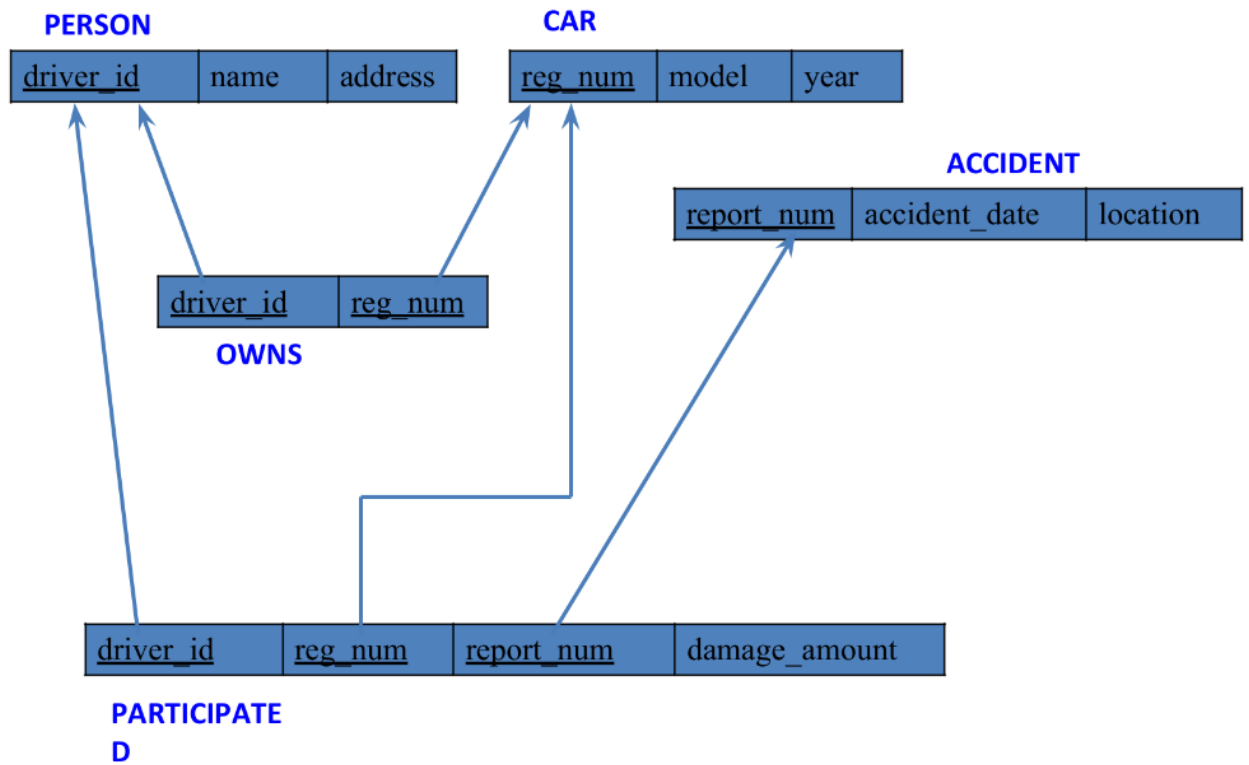 PERSON
CAR
driver_id name address
reg_num model year
ACCIDENT
report_num accident_date location
driver_id reg_num
OWNS
driver_id reg_num report_num damage_amount
PARTICIPATE
D